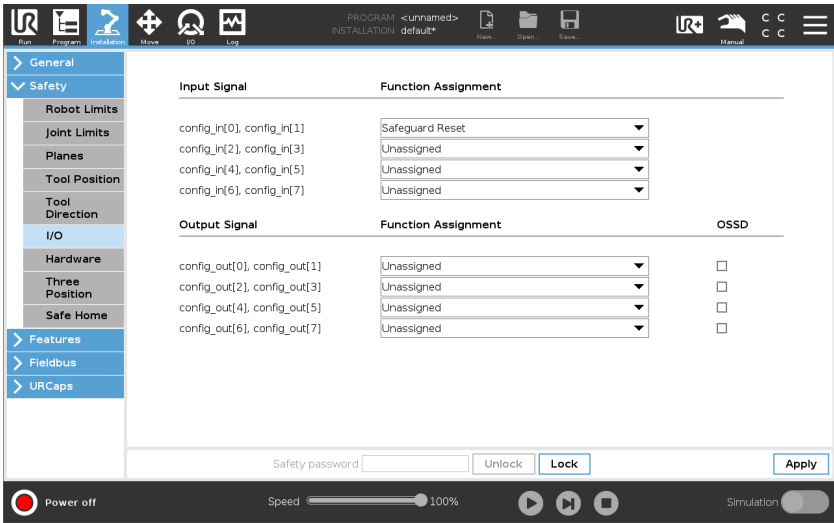 UR UR+ C C
PROGRAM <unnamed>
INSTALLATION default*
C C
Run Program Installation Move I/O Log New... Open... Save... Manual
General
Safety
Robot Limits
Joint Limits
Planes
Tool Position
Tool
Direction
I/O
Hardware
Three
Position
Safe Home
Features
Fieldbus
URCaps
Input Signal Function Assignment
config_in[0], config_in[1] Safeguard Reset
config_in[2], config_in[3] Unassigned
config_in[4], config_in[5] Unassigned
config_in[6], config_in[7] Unassigned
Output Signal Function Assignment OSSD
config_out[0], config_out[1] Unassigned
config_out[2], config_out[3] Unassigned
config_out[4], config_out[5] Unassigned
config_out[6], config_out[7] Unassigned
Safety password Unlock Lock Apply
Power off Speed 100% Simulation